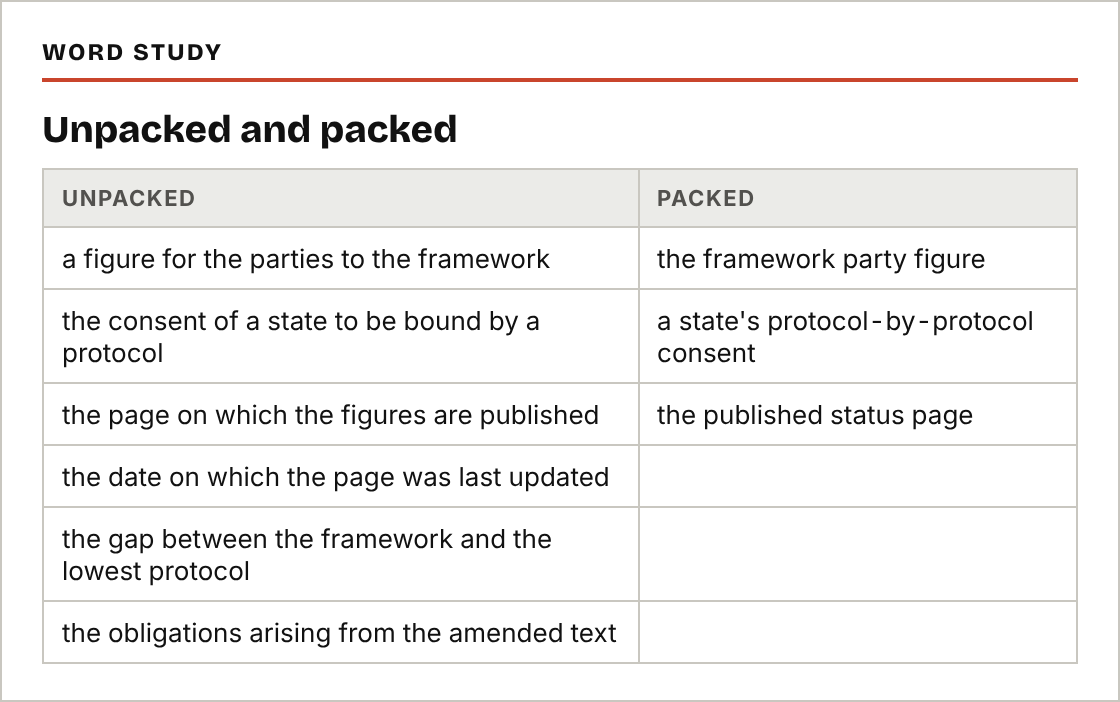 WORD STUDY
Unpacked and packed
UNPACKED
PACKED
a figure for the parties to the framework
the framework party figure
the consent of a state to be bound by a
protocol
a state's protocol-by-protocol
consent
the page on which the figures are published
the published status page
the date on which the page was last updated
the gap between the framework and the
lowest protocol
the obligations arising from the amended text